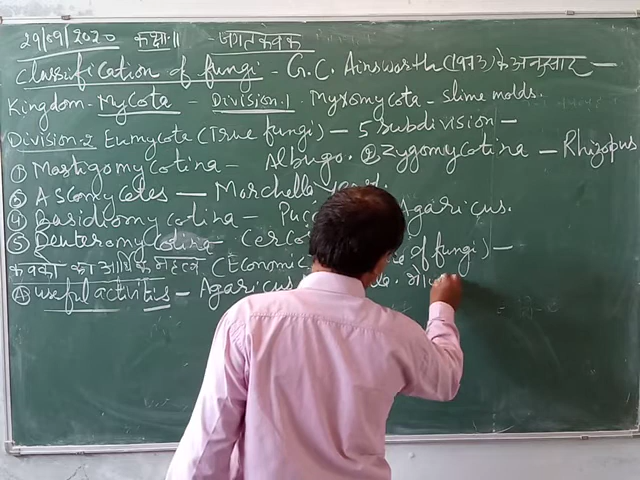 29/09/2020 कक्षा 11 जगत कवक
Classification of fungi - G.C. Ainsworth (1973) के अनुसार -
Kingdom - Mycota - Division.1 Myxomycota - slime molds.
Division-2 Eumycota (True fungi) - 5 subdivision -
① Mastigomycotina - Albugo. ② Zygomycotina - Rhizopus
③ Ascomycetes - Morchella
④ Basidiomycotina - Agaricus.
⑤ Deuteromycotina - of fungi) -
कवकों का आर्थिक महत्व (Economic
Ⓐ useful activities - Agaricus